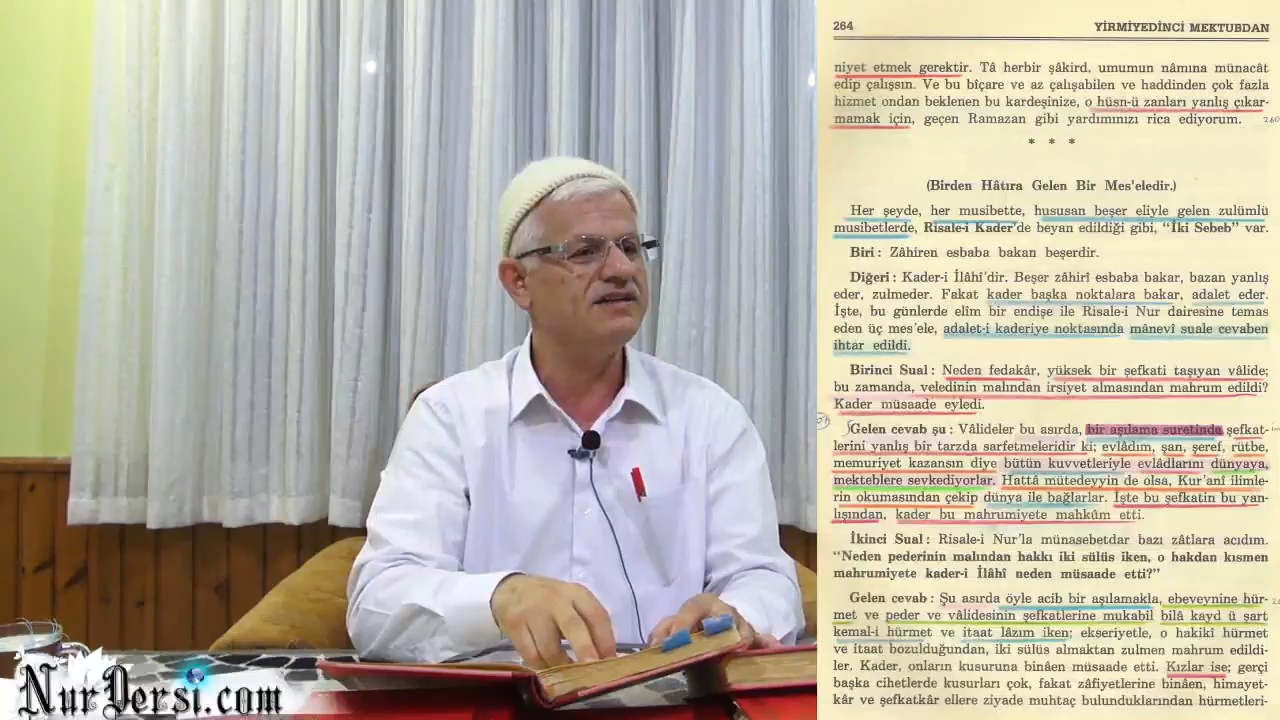 264 YİRMİYEDİNCİ MEKTUBDAN
niyet etmek gerektir. Tâ herbir şâkird, umumun nâmına münacât
edip çalışsın. Ve bu bîçare ve az çalışabilen ve haddinden çok fazla
hizmet ondan beklenen bu kardeşinize, o hüsn-ü zanları yanlış çıkar-
mamak için, geçen Ramazan gibi yardımınızı rica ediyorum.
* * *
(Birden Hâtıra Gelen Bir Mes'eledir.)
Her şeyde, her musibette, hususan beşer eliyle gelen zulümlü
musibetlerde, Risale-i Kader'de beyan edildiği gibi, "İki Sebeb" var.
Biri: Zâhiren esbaba bakan beşerdir.
Diğeri: Kader-i İlâhî'dir. Beşer zâhirî esbaba bakar, bazan yanlış
eder, zulmeder. Fakat kader başka noktalara bakar, adalet eder.
İşte, bu günlerde elîm bir endişe ile Risale-i Nur dairesine temas
eden üç mes'ele, adalet-i kaderiye noktasında mânevî suale cevaben
ihtar edildi.
Birinci Sual: Neden fedakâr, yüksek bir şefkati taşıyan vâlide;
bu zamanda, veledinin malından irsiyet almasından mahrum edildi?
Kader müsaade eyledi.
Gelen cevab şu: Vâlideler bu asırda, bir aşılama suretinde şefkat-
lerini yanlış bir tarzda sarfetmeleridir ki; evlâdım, şan, şeref, rütbe,
memuriyet kazansın diye bütün kuvvetleriyle evlâdlarını dünyaya,
mekteblere sevkediyorlar. Hattâ mütedeyyin de olsa, Kur'anî ilimle-
rin okumasından çekip dünya ile bağlarlar. İşte bu şefkatin bu yan-
lışından, kader bu mahrumiyete mahkûm etti.
İkinci Sual: Risale-i Nur'la münasebetdar bazı zâtlara acıdım.
"Neden pederinin malından hakkı iki sülüs iken, o hakdan kısmen
mahrumiyete kader-i İlâhî neden müsaade etti?"
Gelen cevab: Şu asırda öyle acib bir aşılamakla, ebeveynine hür-
met ve peder ve vâlidesinin şefkatlerine mukabil bilâ kayd ü şart
kemal-i hürmet ve itaat lâzım iken; ekseriyetle, o hakikî hürmet
ve itaat bozulduğundan, iki sülüs almaktan zulmen mahrum edildi-
ler. Kader, onların kusuruna binâen müsaade etti. Kızlar ise; gerçi
başka cihetlerde kusurları çok, fakat zâfiyetlerine binâen, himayet-
kâr ve şefkatkâr ellere ziyade muhtaç bulunduklarından hürmetleri-
NurDersi.com